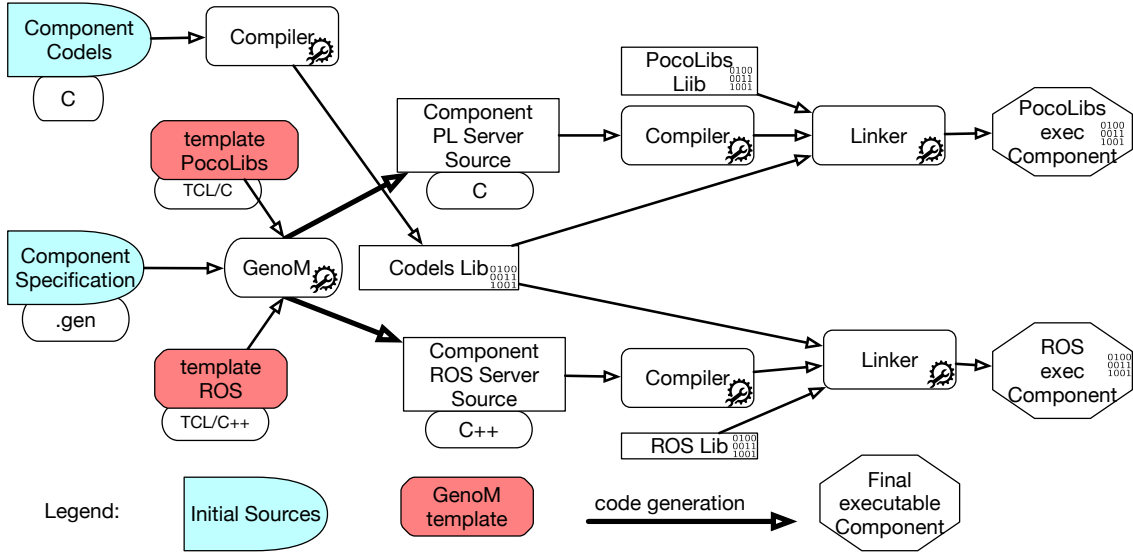 Component
Codels
C
Compiler
template
PocoLibs
TCL/C
Component
PL Server
Source
C
PocoLibs
Liib
0100
0011
1001
Compiler
Linker
PocoLibs
exec
Component
0100
0011
1001
Component
Specification
.gen
GenoM
Codels Lib
0100
0011
1001
template
ROS
TCL/C++
Component
ROS Server
Source
C++
Compiler
ROS Lib
0100
0011
1001
Linker
ROS
exec
Component
0100
0011
1001
Legend:
Initial Sources
GenoM
template
code generation
Final
executable
Component